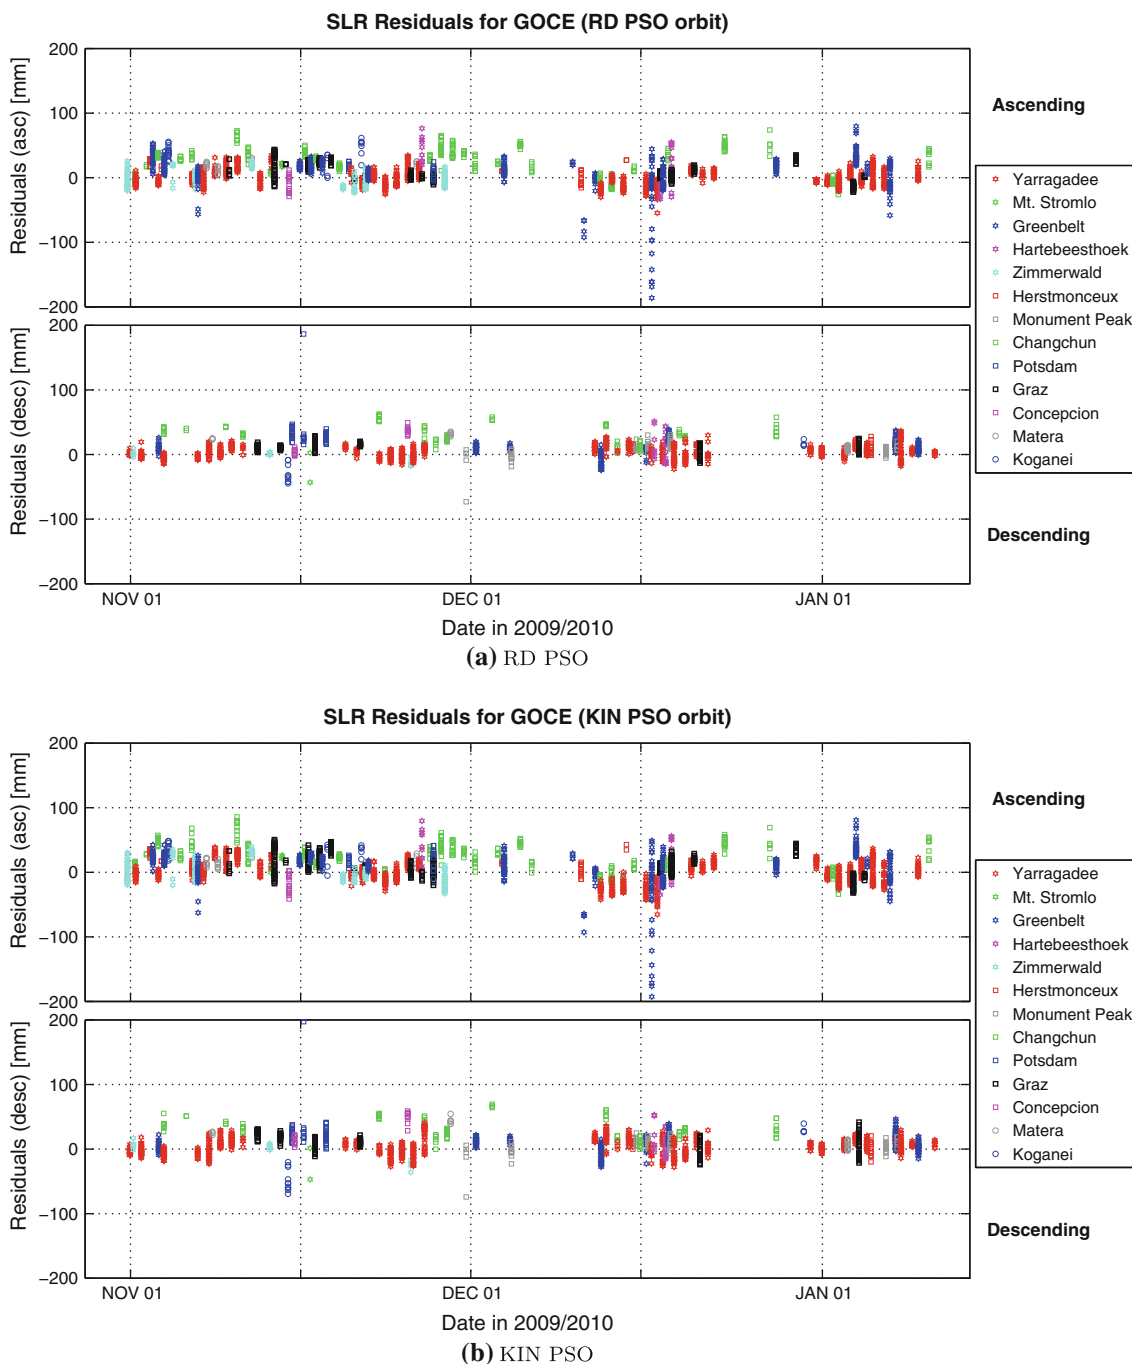 SLR Residuals for GOCE (RD PSO orbit)
Residuals (asc) [mm]
200
100
0
−100
−200
Ascending
Yarragadee
Mt. Stromlo
Greenbelt
Hartebeesthoek
Zimmerwald
Herstmonceux
Monument Peak
Changchun
Potsdam
Graz
Concepcion
Matera
Koganei
Residuals (desc) [mm]
200
100
0
−100
−200
Descending
NOV 01
DEC 01
JAN 01
Date in 2009/2010
(a) RD PSO
SLR Residuals for GOCE (KIN PSO orbit)
Residuals (asc) [mm]
200
100
0
−100
−200
Ascending
Yarragadee
Mt. Stromlo
Greenbelt
Hartebeesthoek
Zimmerwald
Herstmonceux
Monument Peak
Changchun
Potsdam
Graz
Concepcion
Matera
Koganei
Residuals (desc) [mm]
200
100
0
−100
−200
Descending
NOV 01
DEC 01
JAN 01
Date in 2009/2010
(b) KIN PSO